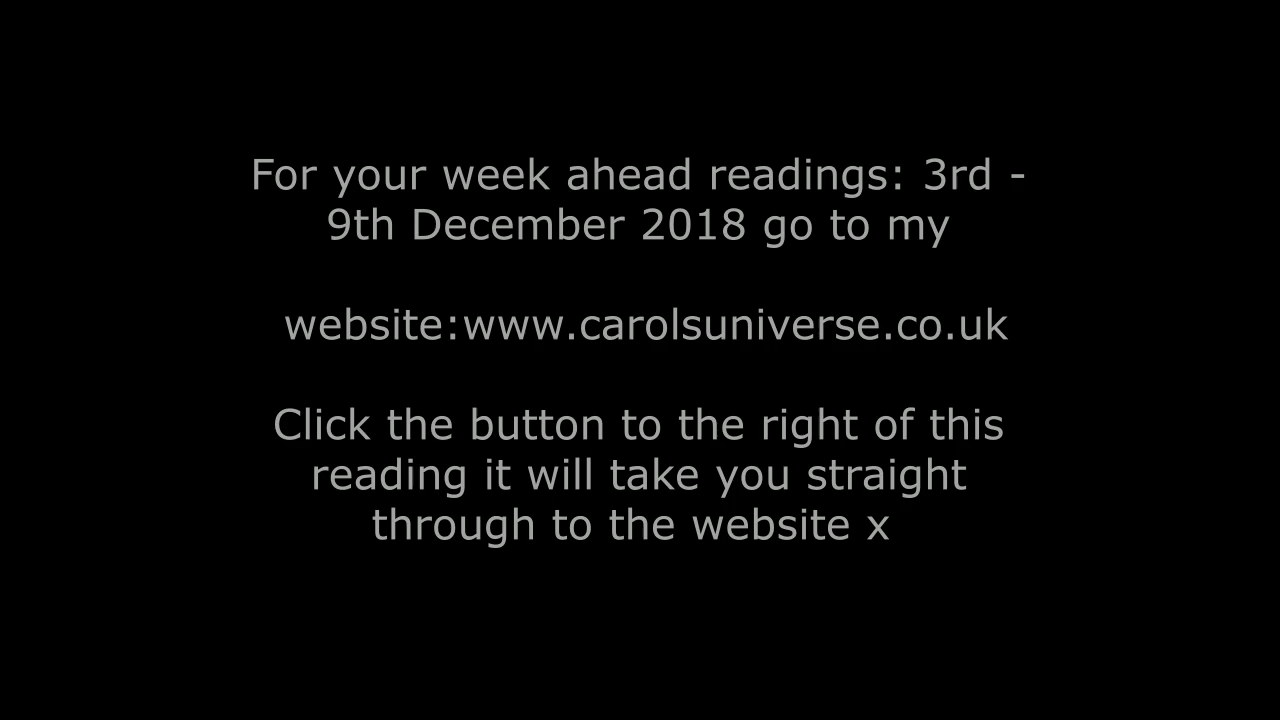 For your week ahead readings: 3rd -
9th December 2018 go to my
website:www.carolsuniverse.co.uk
Click the button to the right of this
reading it will take you straight
through to the website x